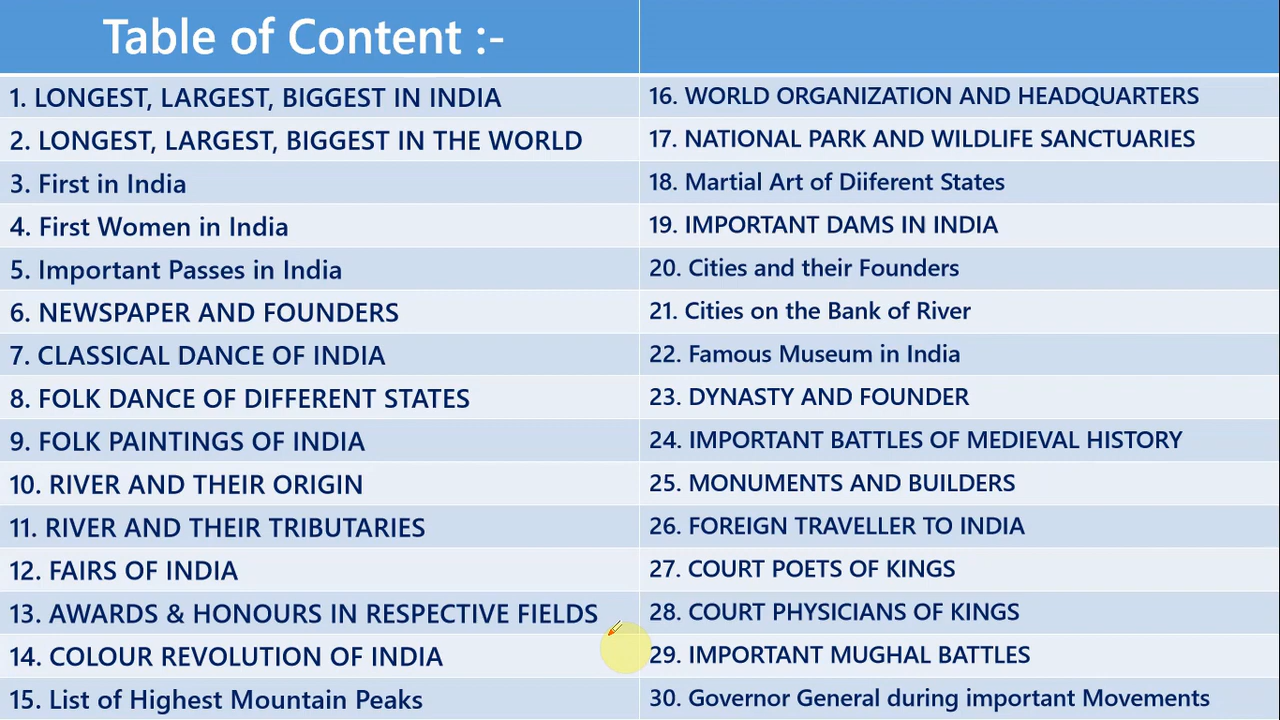 Table of Content :-
1. LONGEST, LARGEST, BIGGEST IN INDIA
2. LONGEST, LARGEST, BIGGEST IN THE WORLD
3. First in India
4. First Women in India
5. Important Passes in India
6. NEWSPAPER AND FOUNDERS
7. CLASSICAL DANCE OF INDIA
8. FOLK DANCE OF DIFFERENT STATES
9. FOLK PAINTINGS OF INDIA
10. RIVER AND THEIR ORIGIN
11. RIVER AND THEIR TRIBUTARIES
12. FAIRS OF INDIA
13. AWARDS & HONOURS IN RESPECTIVE FIELDS
14. COLOUR REVOLUTION OF INDIA
15. List of Highest Mountain Peaks
16. WORLD ORGANIZATION AND HEADQUARTERS
17. NATIONAL PARK AND WILDLIFE SANCTUARIES
18. Martial Art of Diiferent States
19. IMPORTANT DAMS IN INDIA
20. Cities and their Founders
21. Cities on the Bank of River
22. Famous Museum in India
23. DYNASTY AND FOUNDER
24. IMPORTANT BATTLES OF MEDIEVAL HISTORY
25. MONUMENTS AND BUILDERS
26. FOREIGN TRAVELLER TO INDIA
27. COURT POETS OF KINGS
28. COURT PHYSICIANS OF KINGS
29. IMPORTANT MUGHAL BATTLES
30. Governor General during important Movements